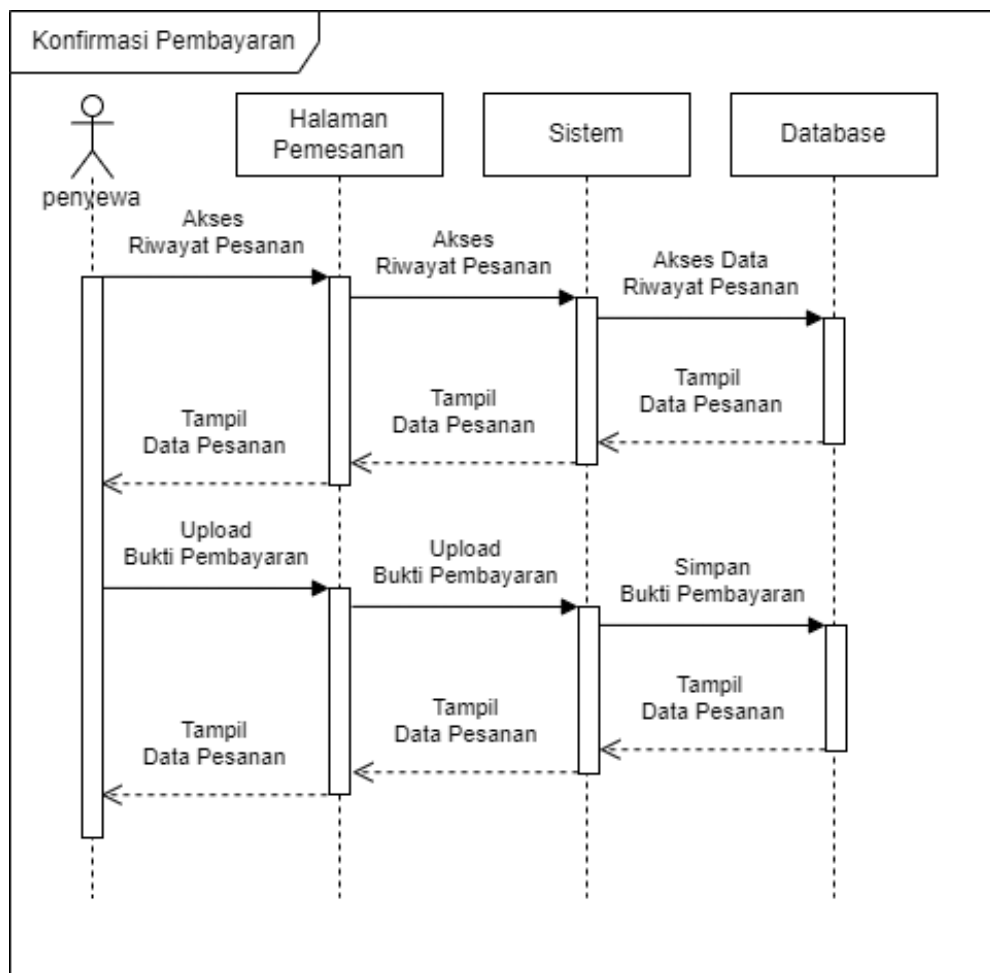 Konfirmasi Pembayaran
penyewa
Halaman
Pemesanan
Sistem
Database
Akses
Riwayat Pesanan
Akses
Riwayat Pesanan
Akses Data
Riwayat Pesanan
Tampil
Data Pesanan
Tampil
Data Pesanan
Tampil
Data Pesanan
Upload
Bukti Pembayaran
Upload
Bukti Pembayaran
Simpan
Bukti Pembayaran
Tampil
Data Pesanan
Tampil
Data Pesanan
Tampil
Data Pesanan